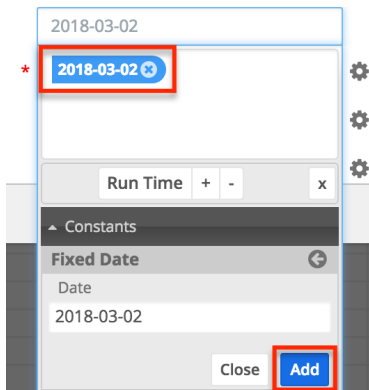 2018-03-02
* 2018-03-02
Run Time + - x
Constants
Fixed Date
Date
2018-03-02
Close Add